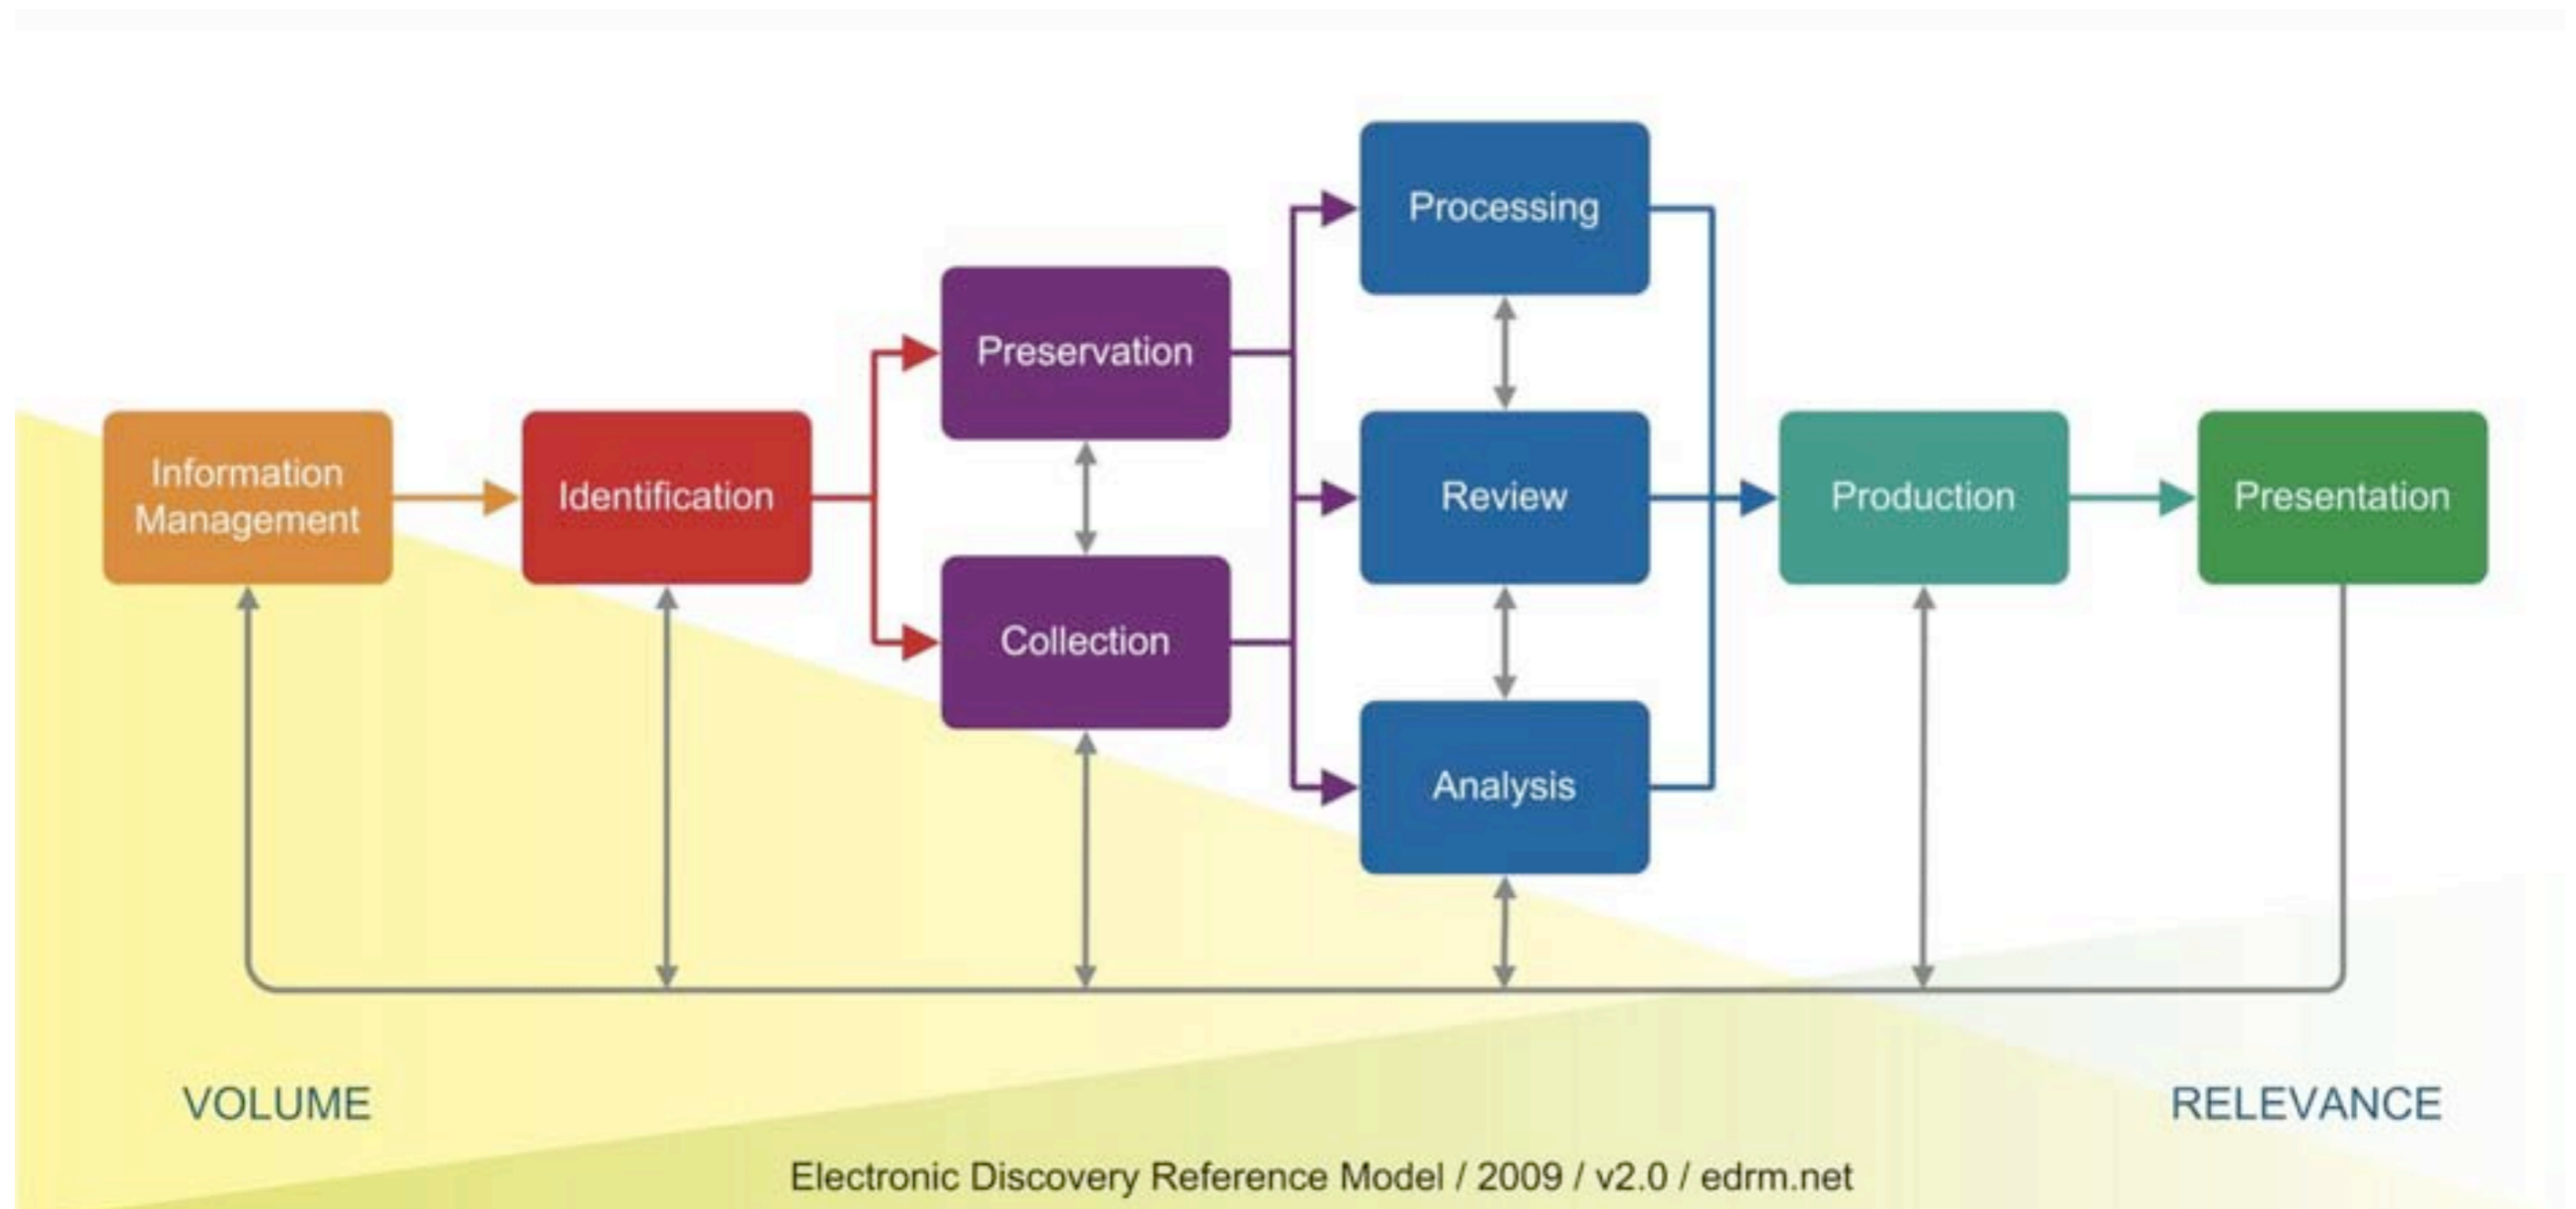 Processing
Preservation
Information
Management
Identification
Review
Production
Presentation
Collection
Analysis
VOLUME
RELEVANCE
Electronic Discovery Reference Model / 2009 / v2.0 / edrm.net